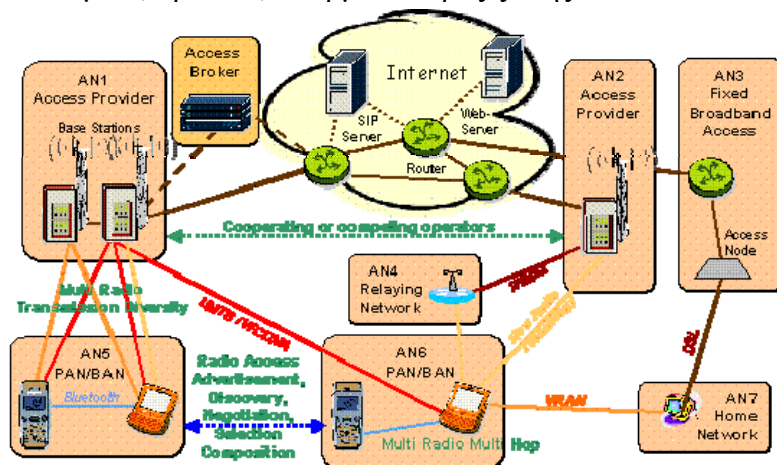 AN1
Access Provider
Base Stations
Access
Broker
Internet
SIP
Server
Web-
Server
Router
AN2
Access
Provider
AN3
Fixed
Broadband
Access
Access
Node
Cooperating or competing operators
AN4
Relaying
Network
Multi Radio
Transmission Diversity
UMTS /WCDMA
DSL
AN5
PAN/BAN
Bluetooth
Radio Access
Advertisement,
Discovery,
Negotiation,
Selection
Composition
AN6
PAN/BAN
Multi Radio Multi Hop
WLAN
AN7
Home
Network